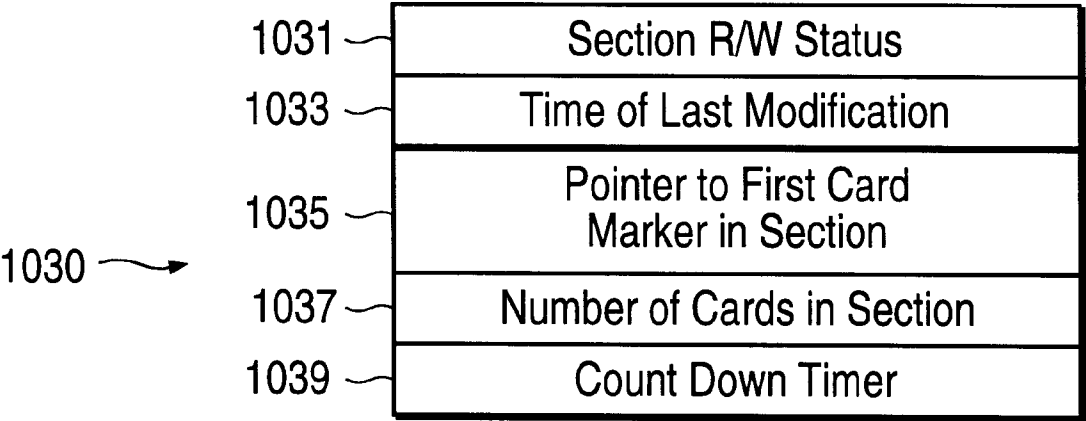 1031 Section R/W Status
1033 Time of Last Modification
1035 Pointer to First Card
Marker in Section
1030
1037 Number of Cards in Section
1039 Count Down Timer